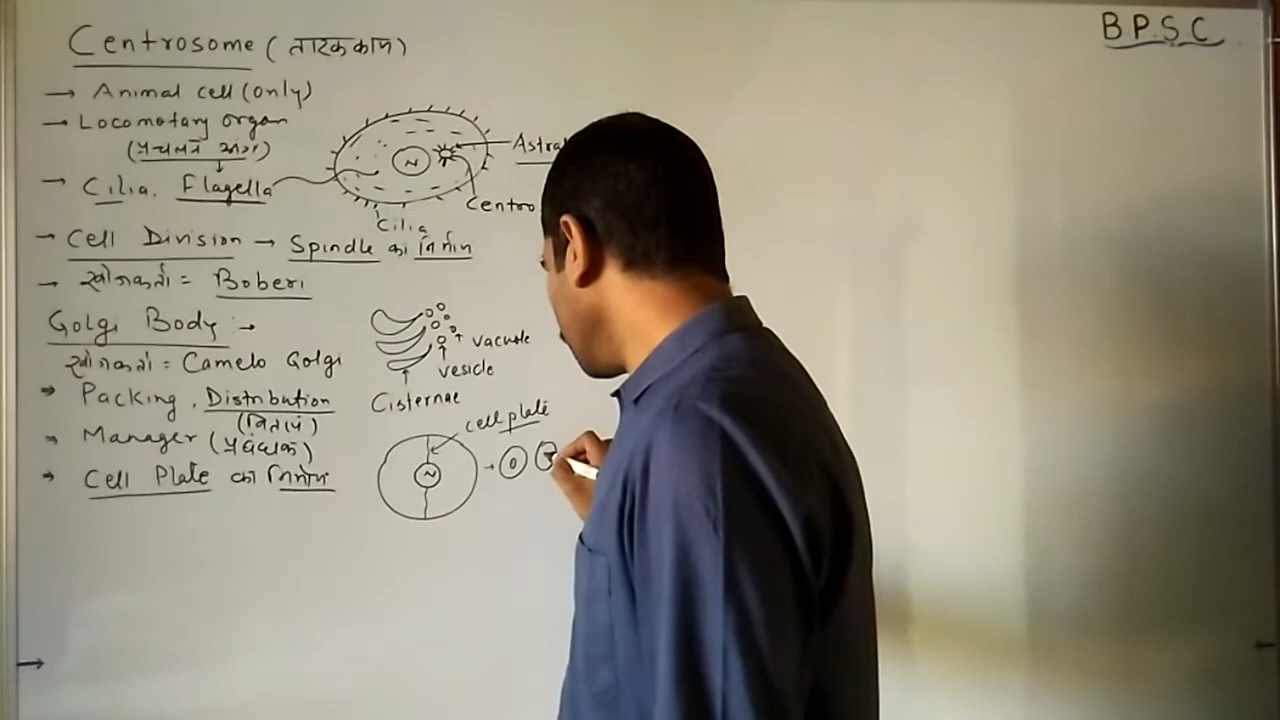 Centrosome (तारककाय)
BPSC
→ Animal cell (only)
→ Locomotary organ
(प्रचलन अंग)
→ Cilia, Flagella
Astra
Centro
Cilia
→ Cell Division → Spindle का निर्माण
→ खोजकर्ता = Boberi
Golgi Body :→
खोजकर्ता = Camelo Golgi
vacuole
vesicle
Cisternae
→ Packing, Distribution
(वितरण)
→ Manager (प्रबंधक)
→ Cell Plate का निर्माण
cell plate
N
N